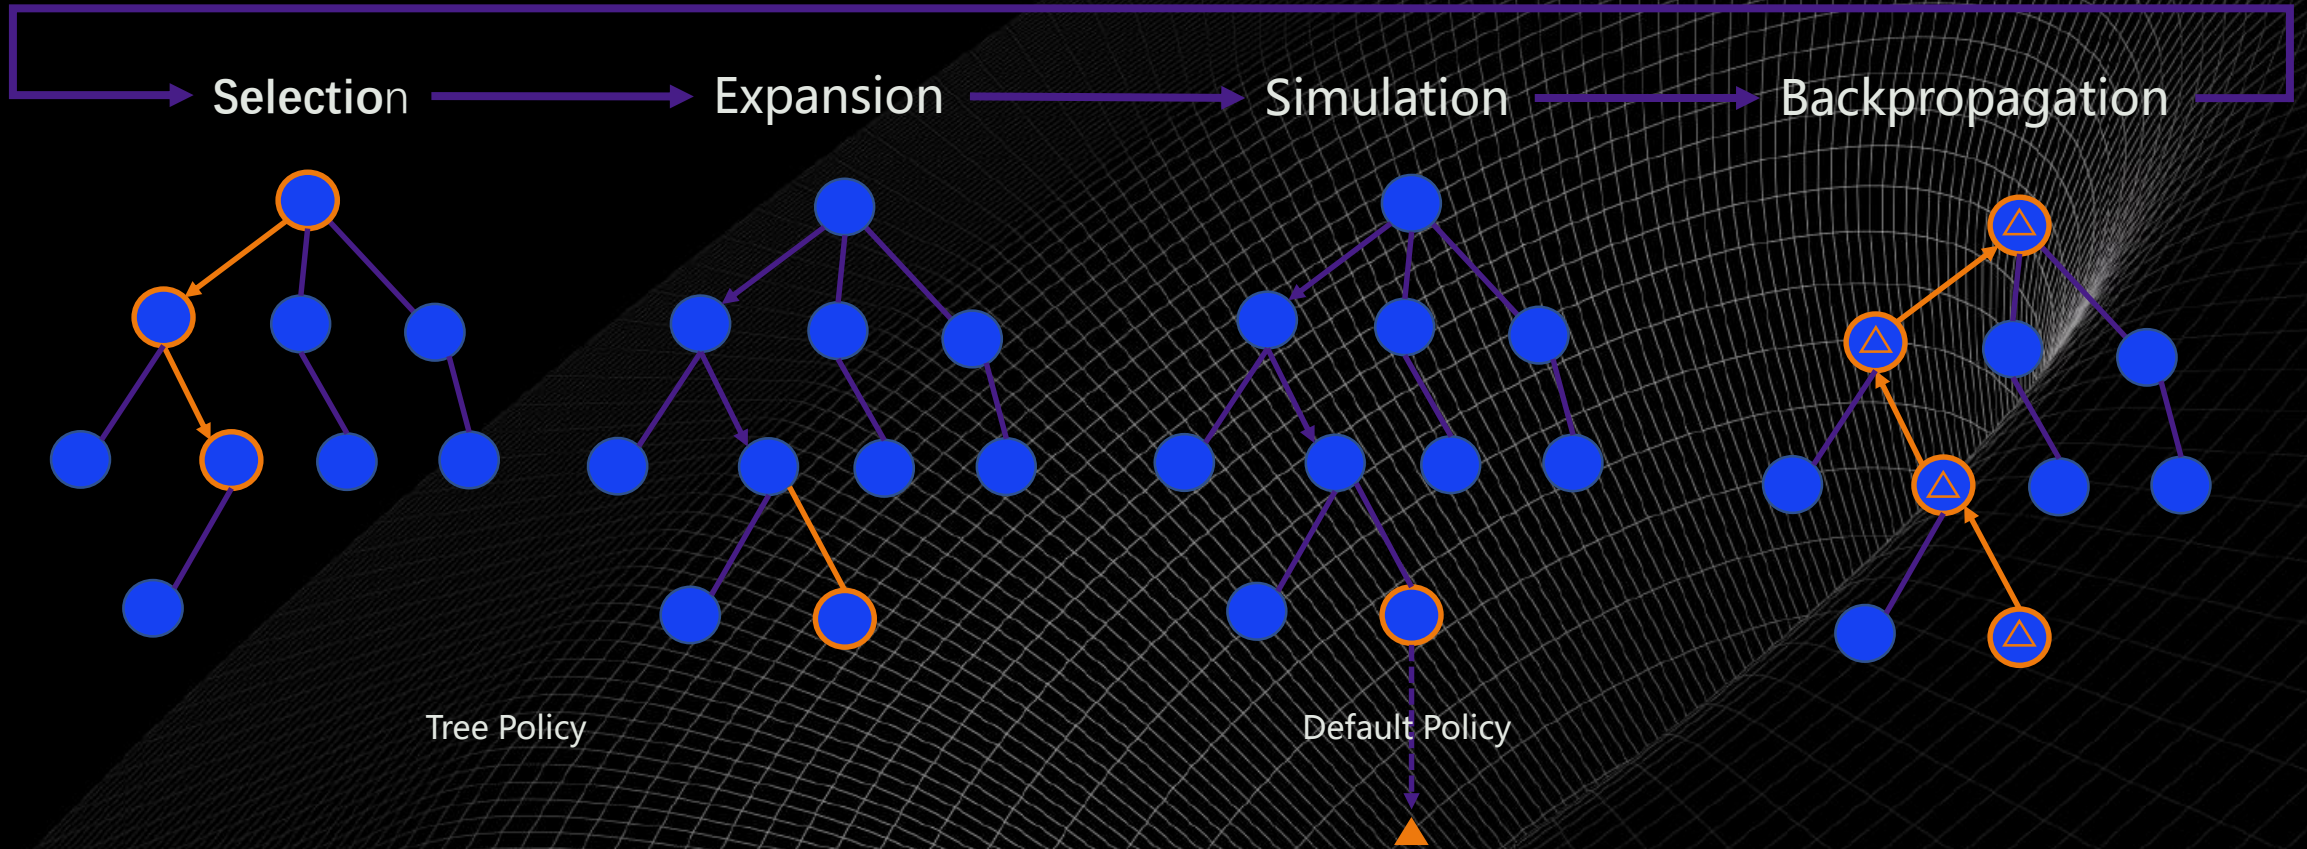 Selection
Expansion
Simulation
Backpropagation
Tree Policy
Default Policy